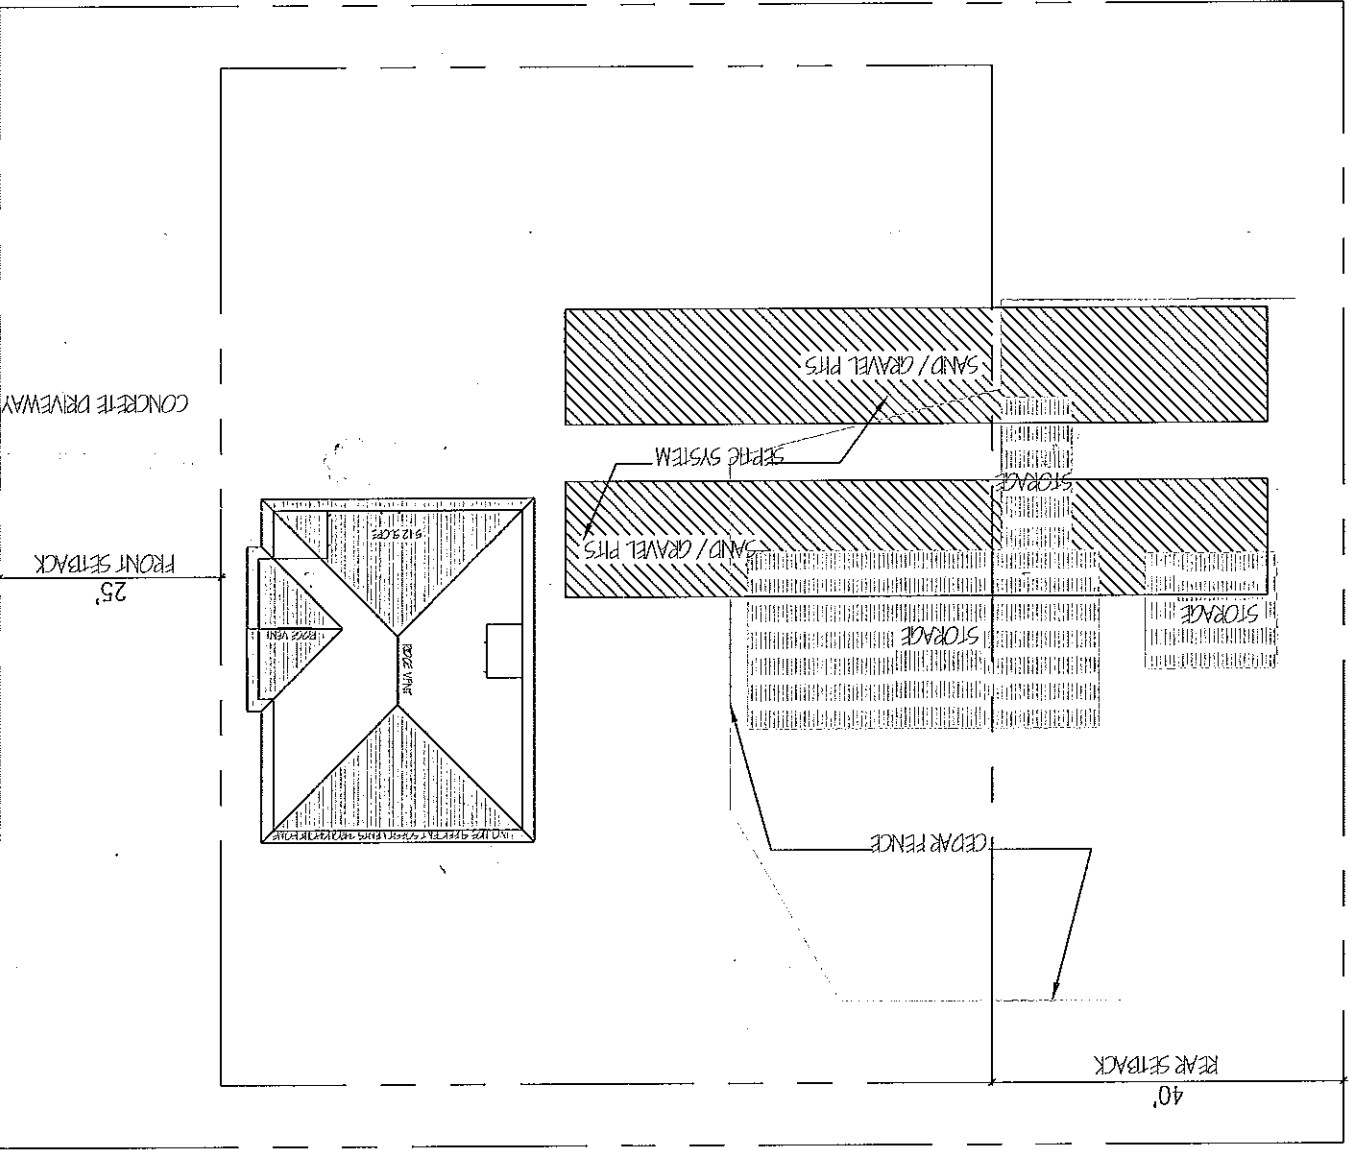 40'
REAR SETBACK
CEDAR FENCE
RIDGE VENT
STORAGE
RIDGE VENT
STORAGE
STORAGE
25'
FRONT SETBACK
SAND / GRAVEL PITS
STORAGE
SEPTIC SYSTEM
CONCRETE DRIVEWAY
SAND / GRAVEL PITS